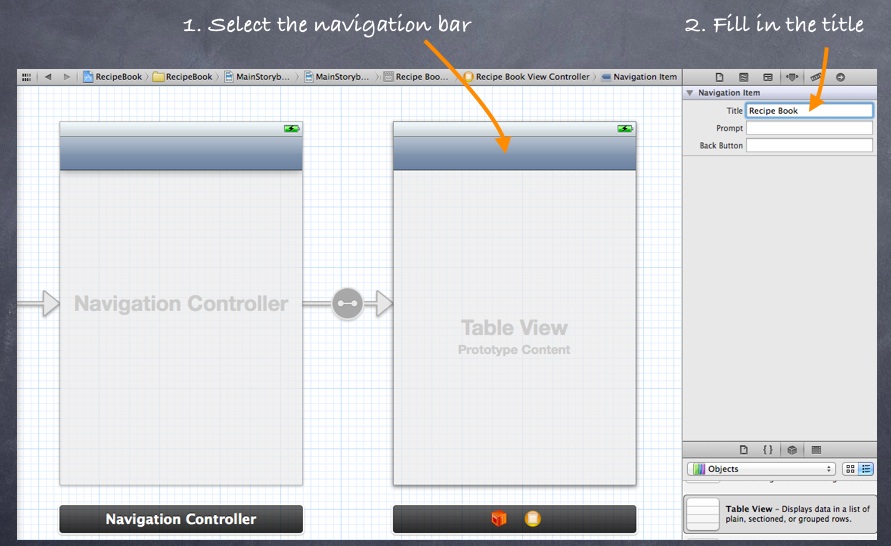 1. Select the navigation bar
2. Fill in the title
RecipeBook
RecipeBook
MainStoryb...
MainStoryb...
Recipe Boo...
Recipe Book View Controller
Navigation Item
Navigation Item
Title Recipe Book
Prompt
Back Button
Navigation Controller
Table View
Prototype Content
{ }
Objects
Navigation Controller
Table View - Displays data in a list of
plain, sectioned, or grouped rows.